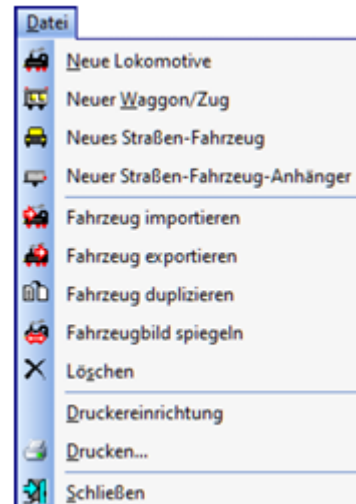 Datei
Neue Lokomotive
Neuer Waggon/Zug
Neues Straßen-Fahrzeug
Neuer Straßen-Fahrzeug-Anhänger
Fahrzeug importieren
Fahrzeug exportieren
Fahrzeug duplizieren
Fahrzeugbild spiegeln
Löschen
Druckereinrichtung
Drucken...
Schließen